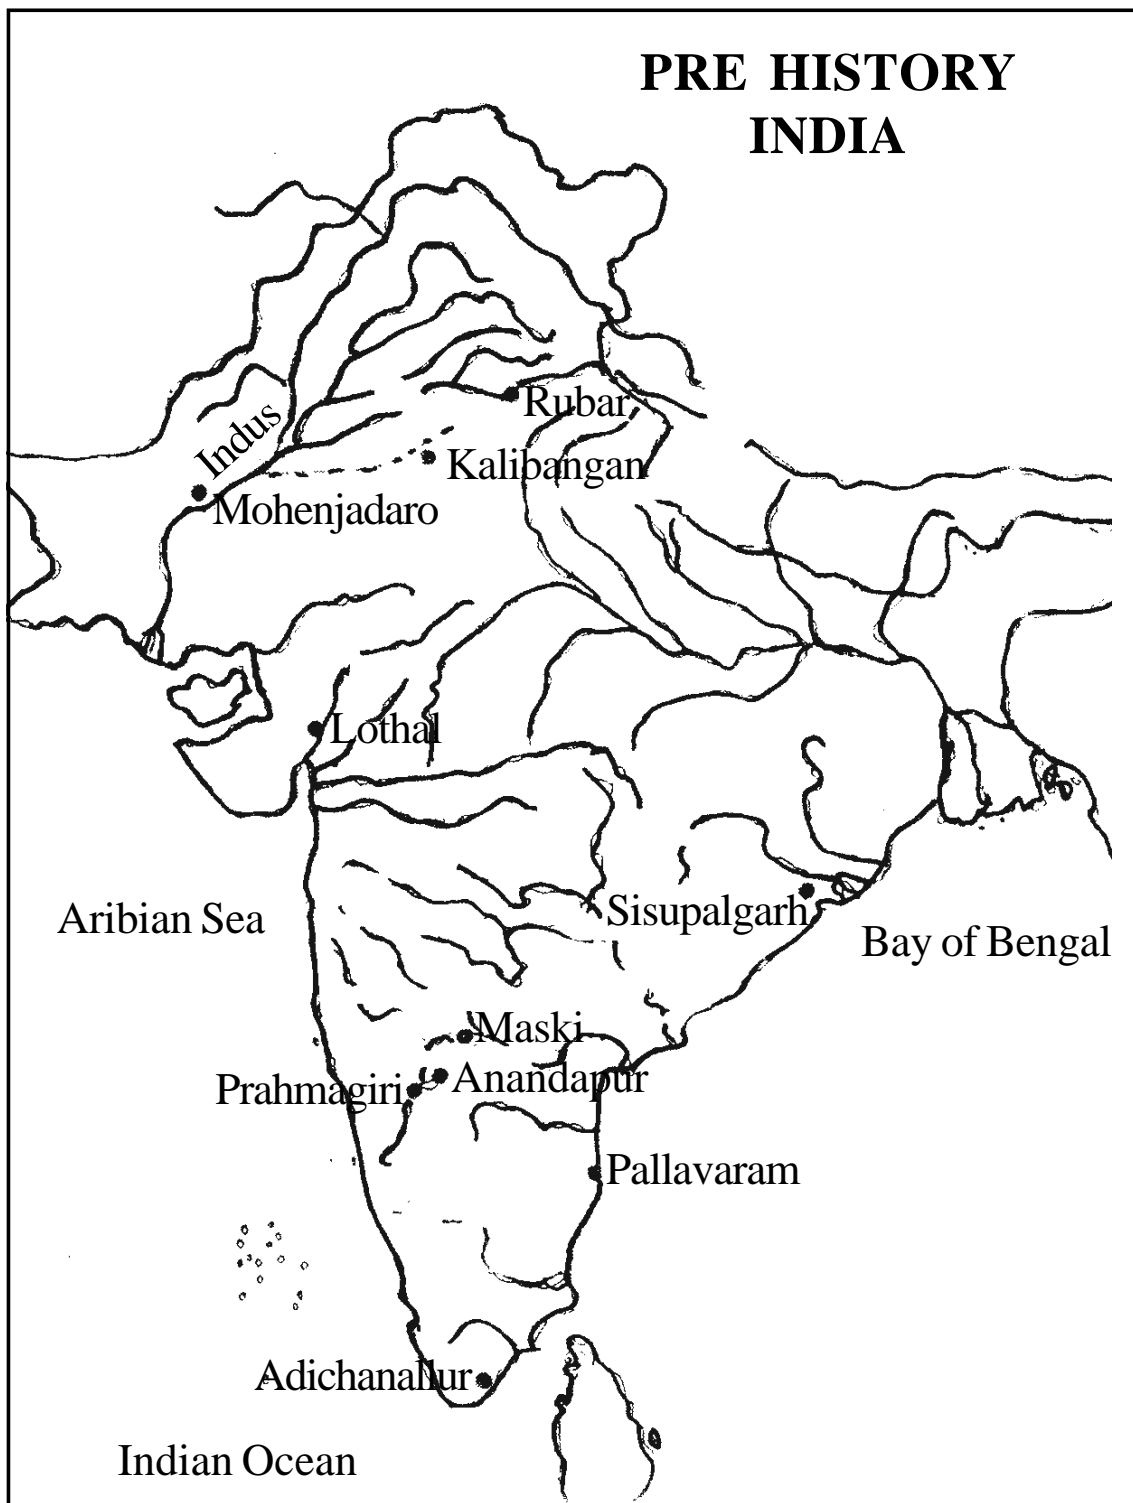 PRE HISTORY
INDIA
Rubar
Indus
Kalibangan
Mohenjadaro
Lothal
Sisupalgarh
Aribian Sea
Bay of Bengal
Maski
Anandapur
Prahmagiri
Pallavaram
Adichanallur
Indian Ocean